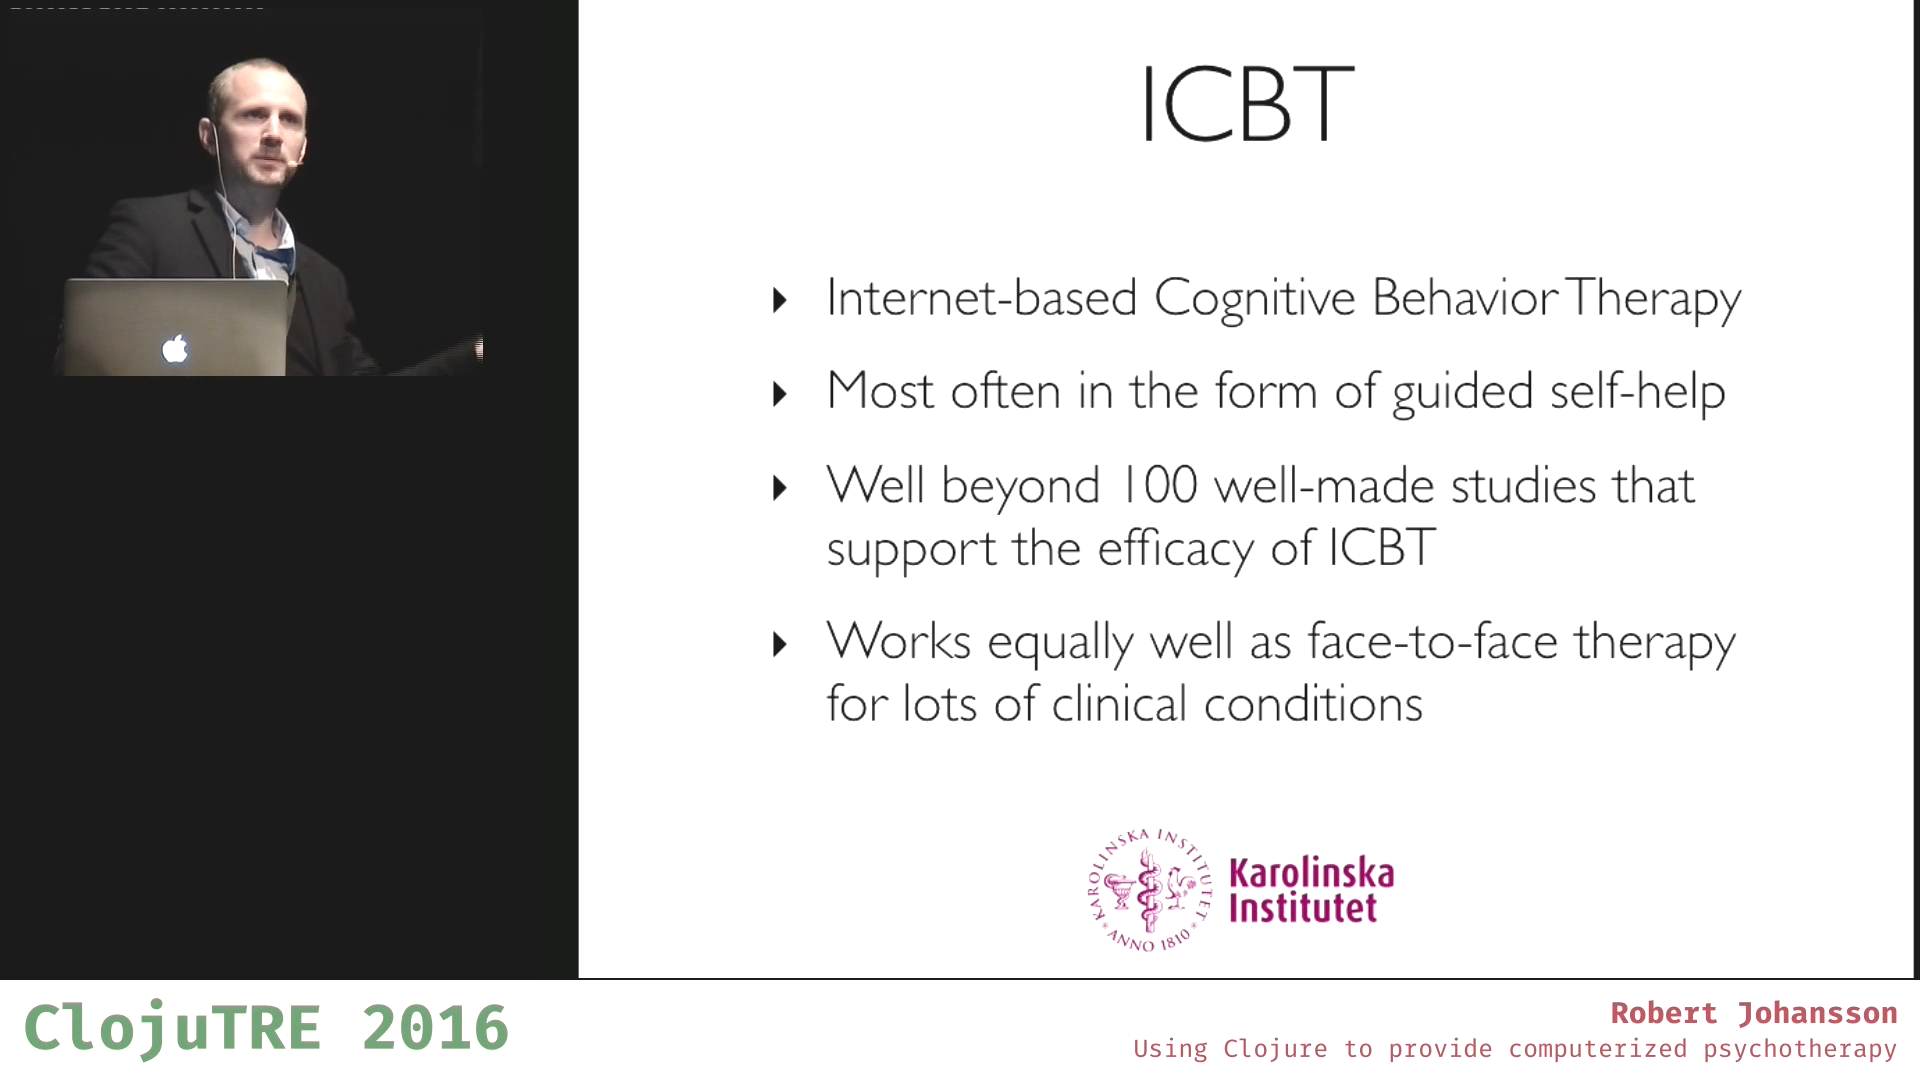 ICBT
Internet-based Cognitive Behavior Therapy
Most often in the form of guided self-help
Well beyond 100 well-made studies that
support the efficacy of ICBT
Works equally well as face-to-face therapy
for lots of clinical conditions
KAROLINSKA INSTITUTET
ANNO 1810
Karolinska
Institutet
ClojuTRE 2016
Robert Johansson
Using Clojure to provide computerized psychotherapy